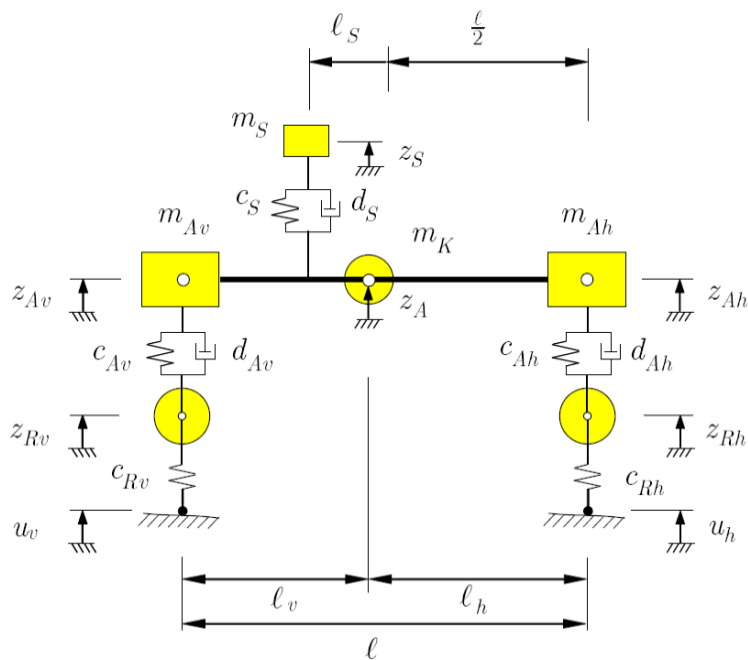 ℓ_S ℓ/2
m_S
z_S
c_S d_S
m_Av m_K m_Ah
z_Av z_A z_Ah
c_Av d_Av c_Ah d_Ah
z_Rv z_Rh
c_Rv c_Rh
u_v u_h
ℓ_v ℓ_h
ℓ